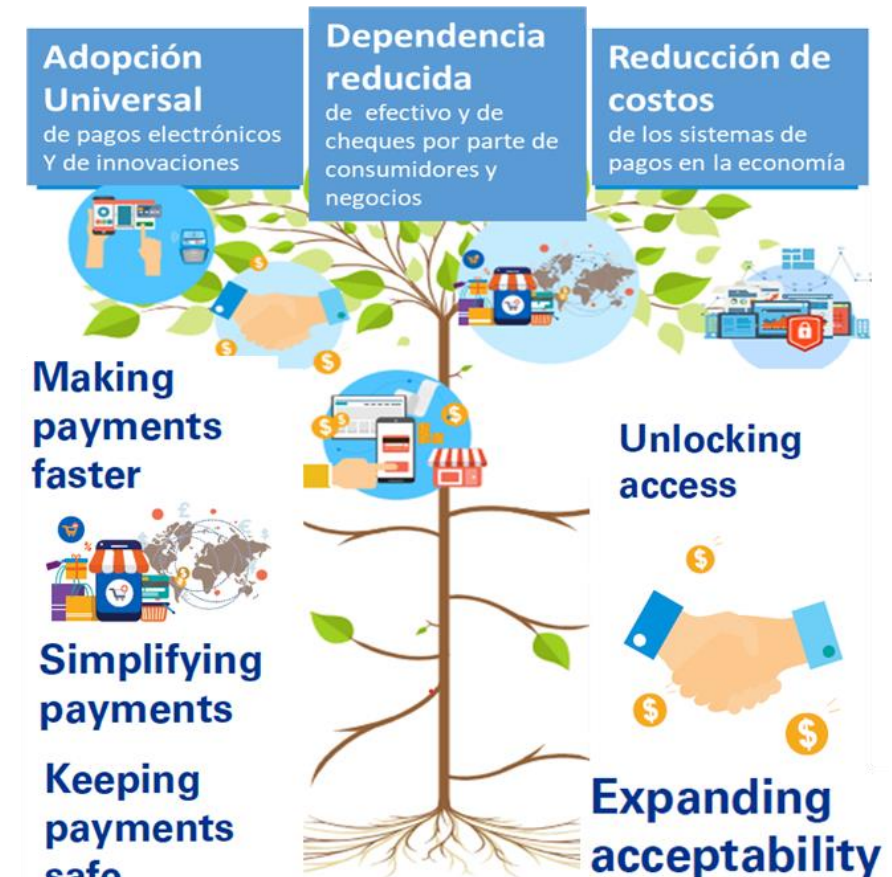 Adopción
Universal
de pagos electrónicos
Y de innovaciones
Dependencia
reducida
de efectivo y de
cheques por parte de
consumidores y
negocios
Reducción de
costos
de los sistemas de
pagos en la economía
Making
payments
faster
Unlocking
access
Simplifying
payments
Keeping
payments
safe
Expanding
acceptability